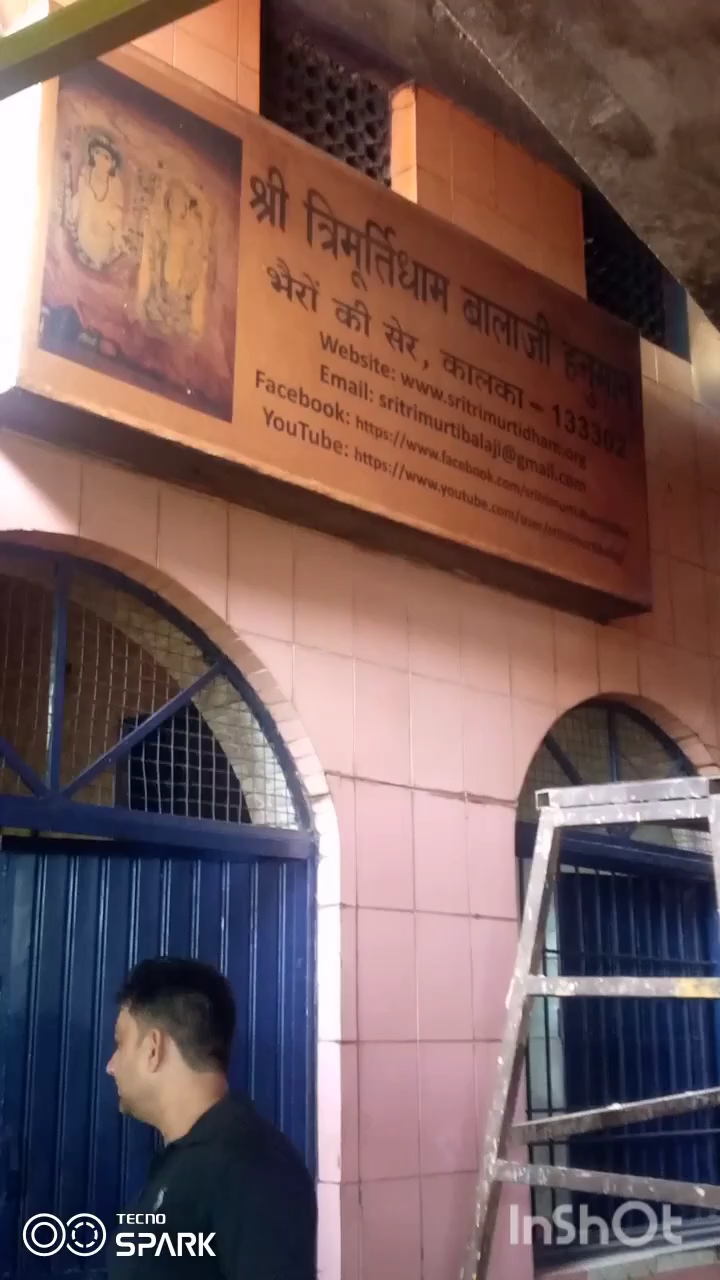 श्री त्रिमूर्तिधाम बालाजी हनुमान
भैरों की सेर, कालका - 133302
Website: www.sritrimurtidham.org
Email: sritrimurtibalaji@gmail.com
Facebook: https://www.facebook.com/
YouTube: https://www.youtube.com/user/sritrimurtibalaji
TECNO
SPARK
InShOt